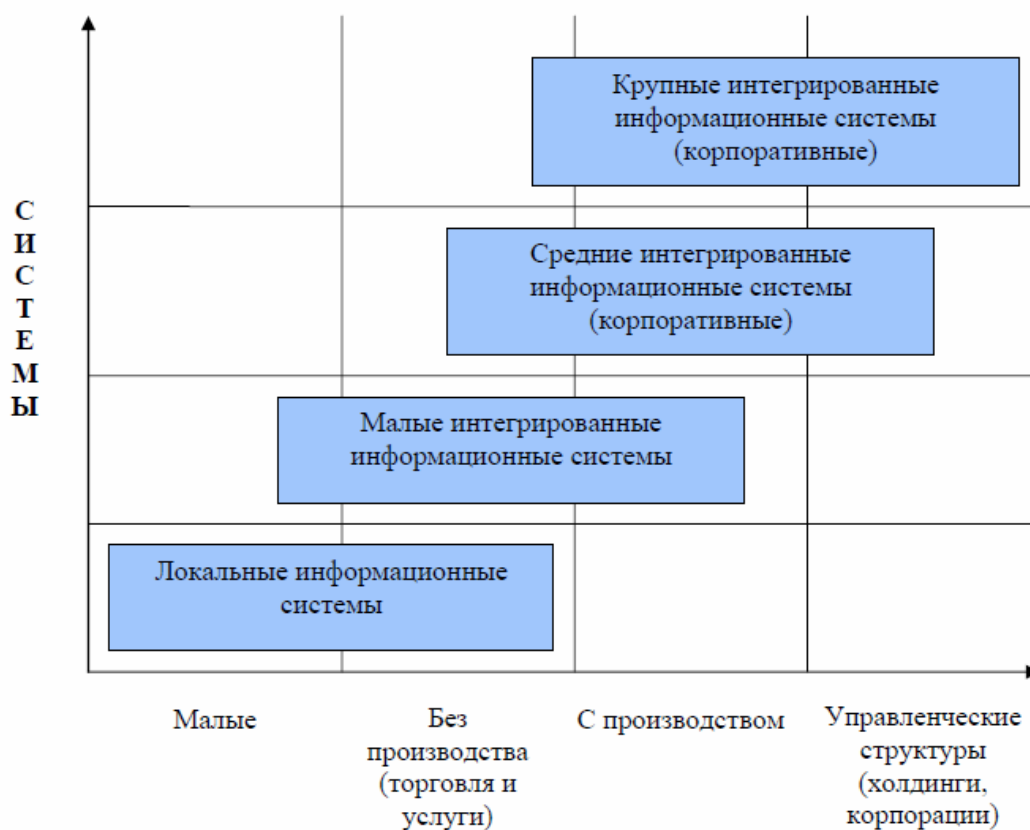 Крупные интегрированные
информационные системы
(корпоративные)
СИСТЕМЫ
Средние интегрированные
информационные системы
(корпоративные)
Малые интегрированные
информационные системы
Локальные информационные
системы
Малые
Без
производства
(торговля и
услуги)
С производством
Управленческие
структуры
(холдинги,
корпорации)